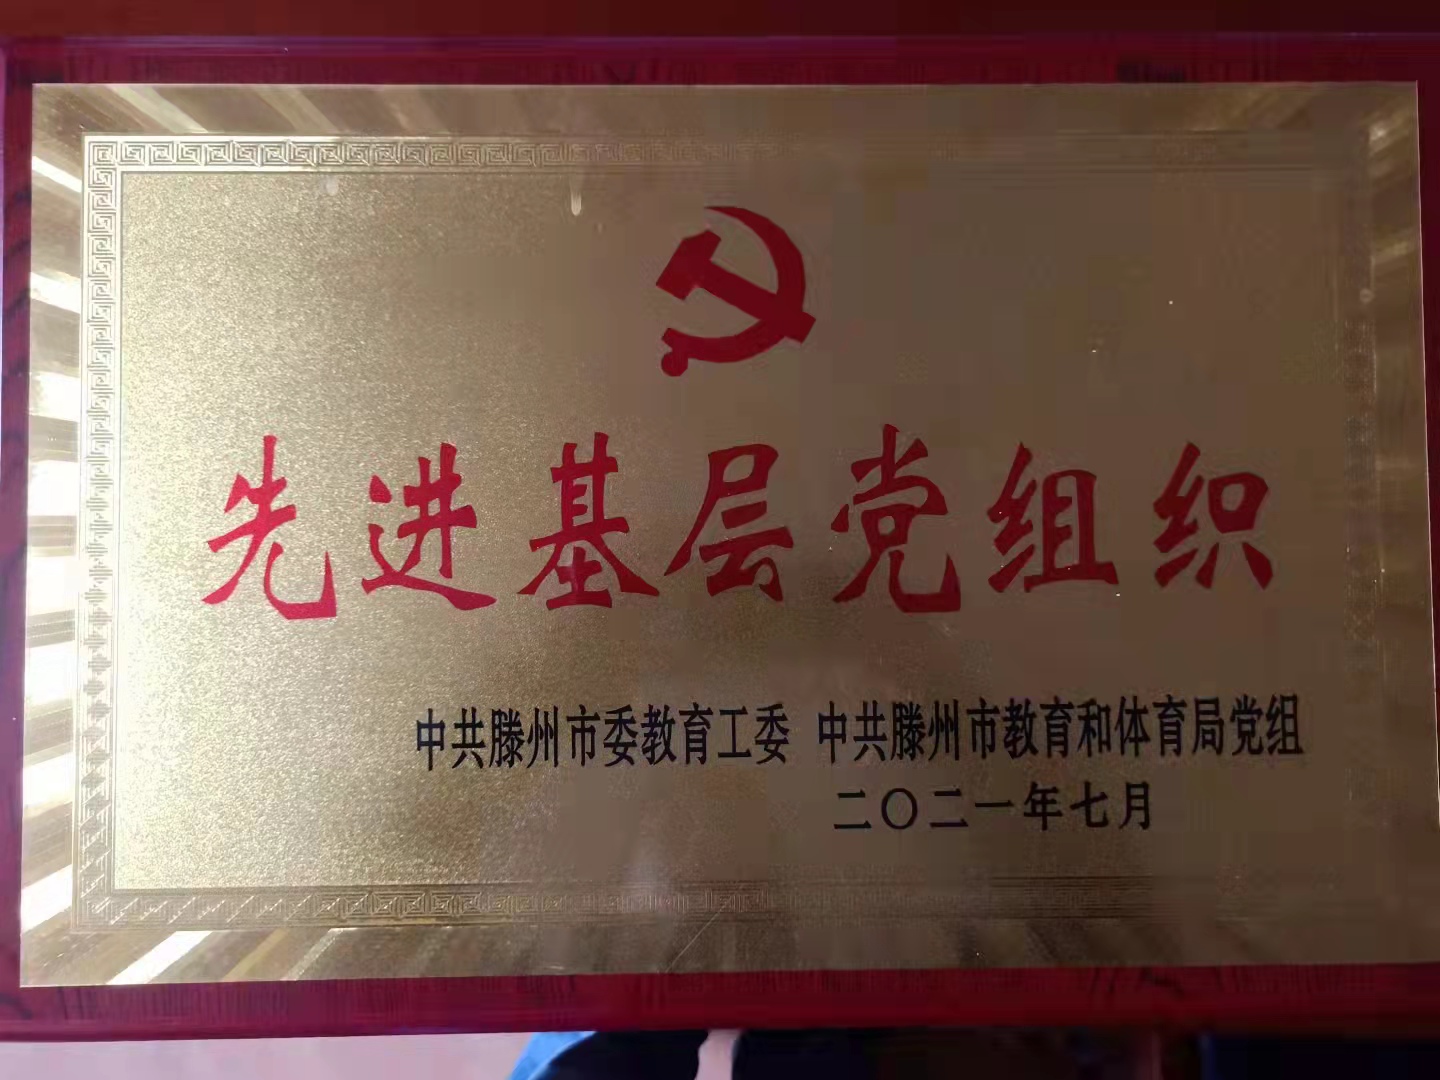 先进基层党组织
中共滕州市委教育工委 中共滕州市教育和体育局党组
二〇二一年七月